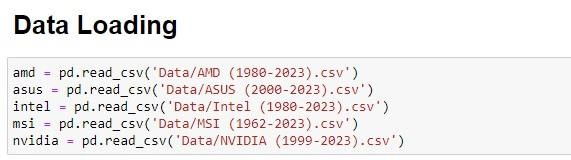 Data Loading
amd = pd.read_csv('Data/AMD (1980-2023).csv')
asus = pd.read_csv('Data/ASUS (2000-2023).csv')
intel = pd.read_csv('Data/Intel (1980-2023).csv')
msi = pd.read_csv('Data/MSI (1962-2023).csv')
nvidia = pd.read_csv('Data/NVIDIA (1999-2023).csv')